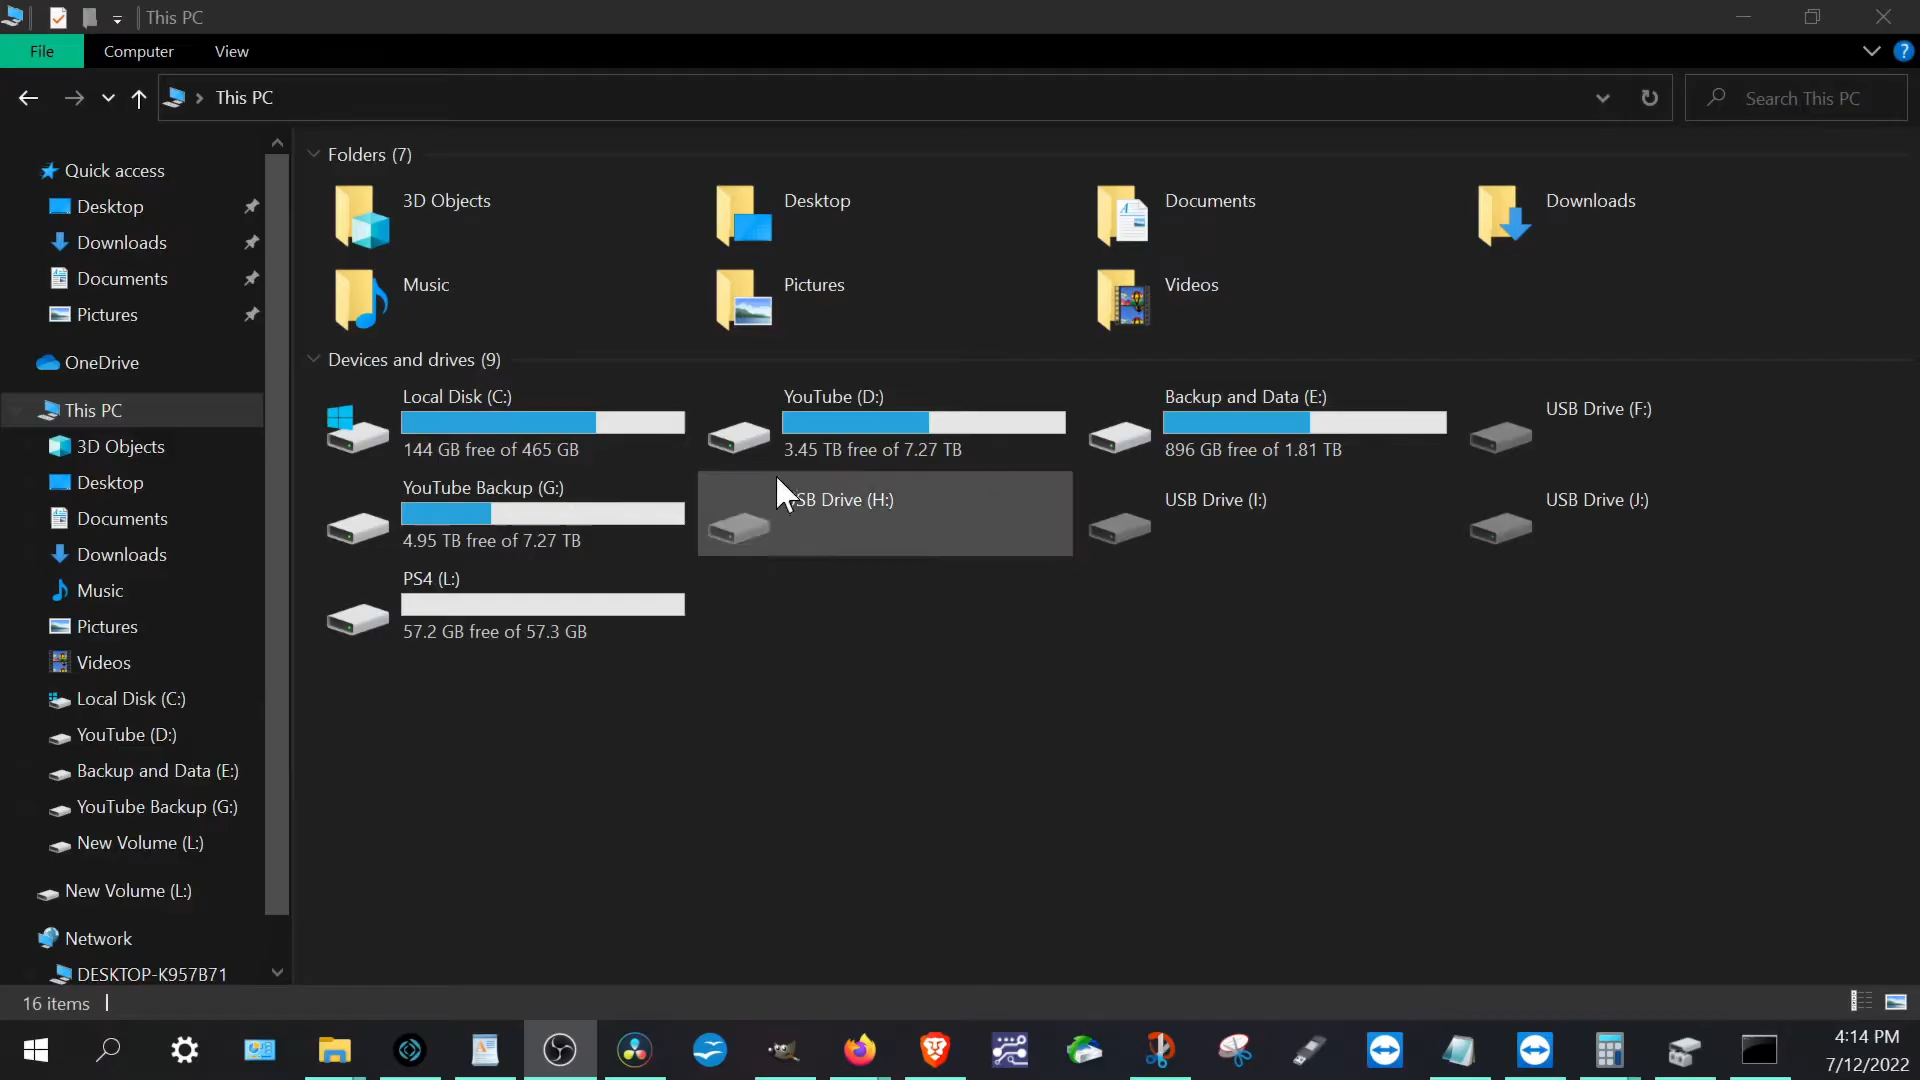 This PC
File
Computer
View
?
This PC
Search This PC
Quick access
Desktop
Downloads
Documents
Pictures
OneDrive
This PC
3D Objects
Desktop
Documents
Downloads
Music
Pictures
Videos
Local Disk (C:)
YouTube (D:)
Backup and Data (E:)
YouTube Backup (G:)
New Volume (L:)
New Volume (L:)
Network
DESKTOP-K957B71
Folders (7)
3D Objects
Desktop
Documents
Downloads
Music
Pictures
Videos
Devices and drives (9)
Local Disk (C:)
144 GB free of 465 GB
YouTube (D:)
3.45 TB free of 7.27 TB
Backup and Data (E:)
896 GB free of 1.81 TB
USB Drive (F:)
YouTube Backup (G:)
4.95 TB free of 7.27 TB
SB Drive (H:)
USB Drive (I:)
USB Drive (J:)
PS4 (L:)
57.2 GB free of 57.3 GB
16 items
4:14 PM
7/12/2022